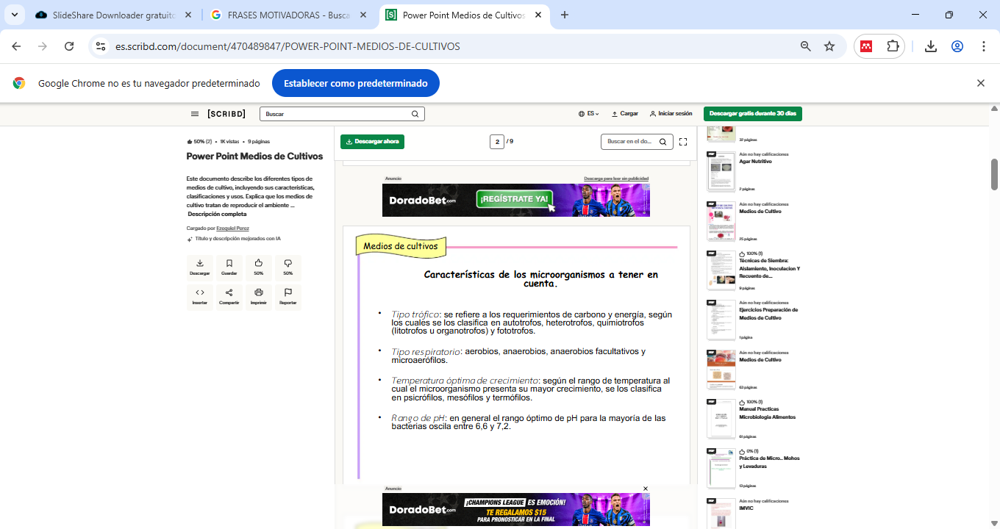 SlideShare Downloader gratuito
FRASES MOTIVADORAS - Busca
Power Point Medios de Cultivos
es.scribd.com/document/470489847/POWER-POINT-MEDIOS-DE-CULTIVOS
Google Chrome no es tu navegador predeterminado
Establecer como predeterminado
[SCRIBD]
Buscar
ES
Cargar
Iniciar sesión
Descargar gratis durante 30 días
50% (2) • 1K vistas • 9 páginas
Power Point Medios de Cultivos
Este documento describe los diferentes tipos de
medios de cultivo, incluyendo sus características,
clasificaciones y usos. Explica que los medios de
cultivo tratan de reproducir el ambiente ...
Descripción completa
Cargado por Ezequiel Perez
Título y descripción mejorados con IA
Descargar
Guardar
50%
50%
Insertar
Compartir
Imprimir
Reportar
Descargar ahora
2 / 9
Buscar en el do...
Anuncio
Descarga para leer sin publicidad
DORADOBET.com
¡REGÍSTRATE YA!
Medios de cultivos
Características de los microorganismos a tener en
cuenta.
• Tipo trófico: se refiere a los requerimientos de carbono y energía, según
los cuales se los clasifica en autotrofos, heterotrofos, quimiotrofos
(litotrofos u organotrofos) y fototrofos.
• Tipo respiratorio: aerobios, anaerobios, anaerobios facultativos y
microaerófilos.
• Temperatura óptima de crecimiento: según el rango de temperatura al
cual el microorganismo presenta su mayor crecimiento, se los clasifica
en psicrófilos, mesófilos y termófilos.
• Rango de pH: en general el rango óptimo de pH para la mayoría de las
bacterias oscila entre 6,6 y 7,2.
Anuncio
DORADOBET.com
¡CHAMPIONS LEAGUE ES EMOCIÓN!
TE REGALAMOS $15
PARA PRONOSTICAR EN LA FINAL
32 páginas
Aún no hay calificaciones
Agar Nutritivo
2 páginas
Aún no hay calificaciones
Medios de Cultivo
25 páginas
100% (1)
Técnicas de Siembra:
Aislamiento, Inoculacion Y
Recuento de...
9 páginas
Aún no hay calificaciones
Ejercicios Preparación de
Medios de Cultivo
1 página
Aún no hay calificaciones
Medios de Cultivo
63 páginas
100% (1)
Manual Practicas
Microbiologia Alimentos
61 páginas
0% (1)
Práctica de Micro.. Mohos
y Levaduras
13 páginas
Aún no hay calificaciones
IMVIC